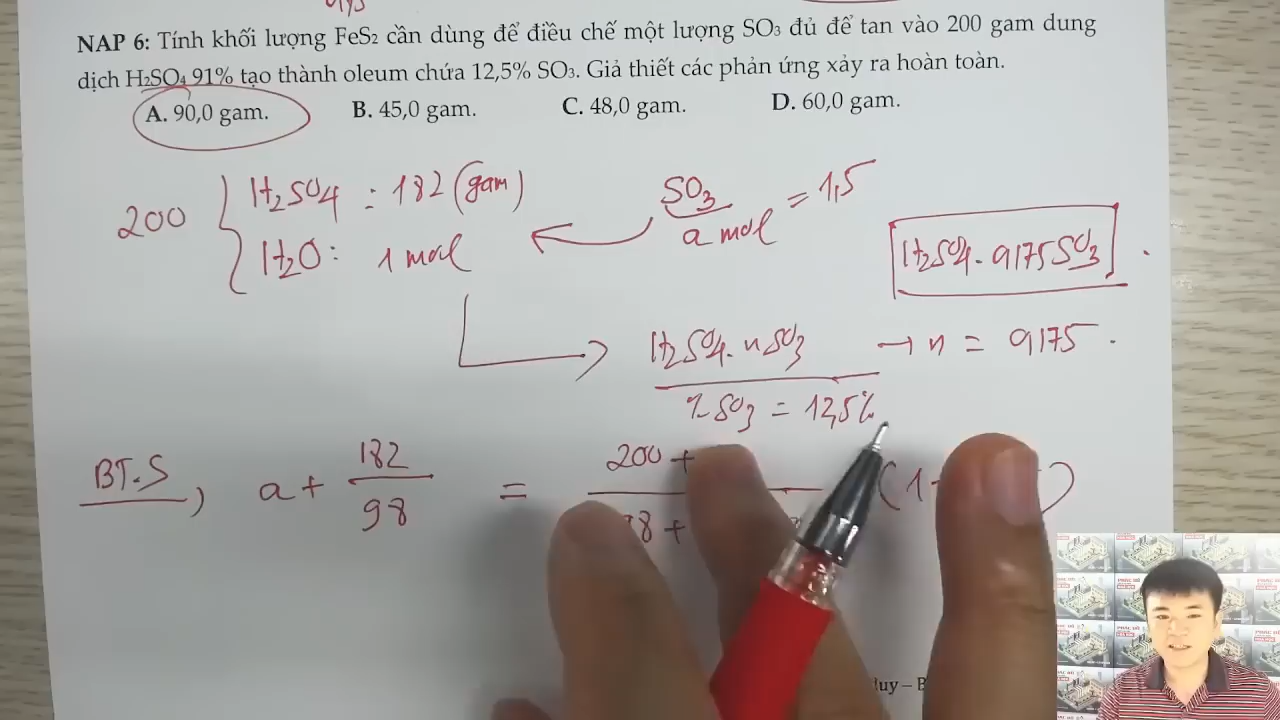 NAP 6: Tính khối lượng FeS₂ cần dùng để điều chế một lượng SO₃ đủ để tan vào 200 gam dung
dịch H₂SO₄ 91% tạo thành oleum chứa 12,5% SO₃. Giả thiết các phản ứng xảy ra hoàn toàn.
A. 90,0 gam. B. 45,0 gam. C. 48,0 gam. D. 60,0 gam.
200 { H₂SO₄ : 182 (gam)
H₂O : 1 mol
SO₃ a mol = 1,5
H₂SO₄. 0,175SO₃
H₂SO₄. nSO₃ → n = 0,175.
% SO₃ = 12,5%
BT.S, a + 182/98 = 200 +